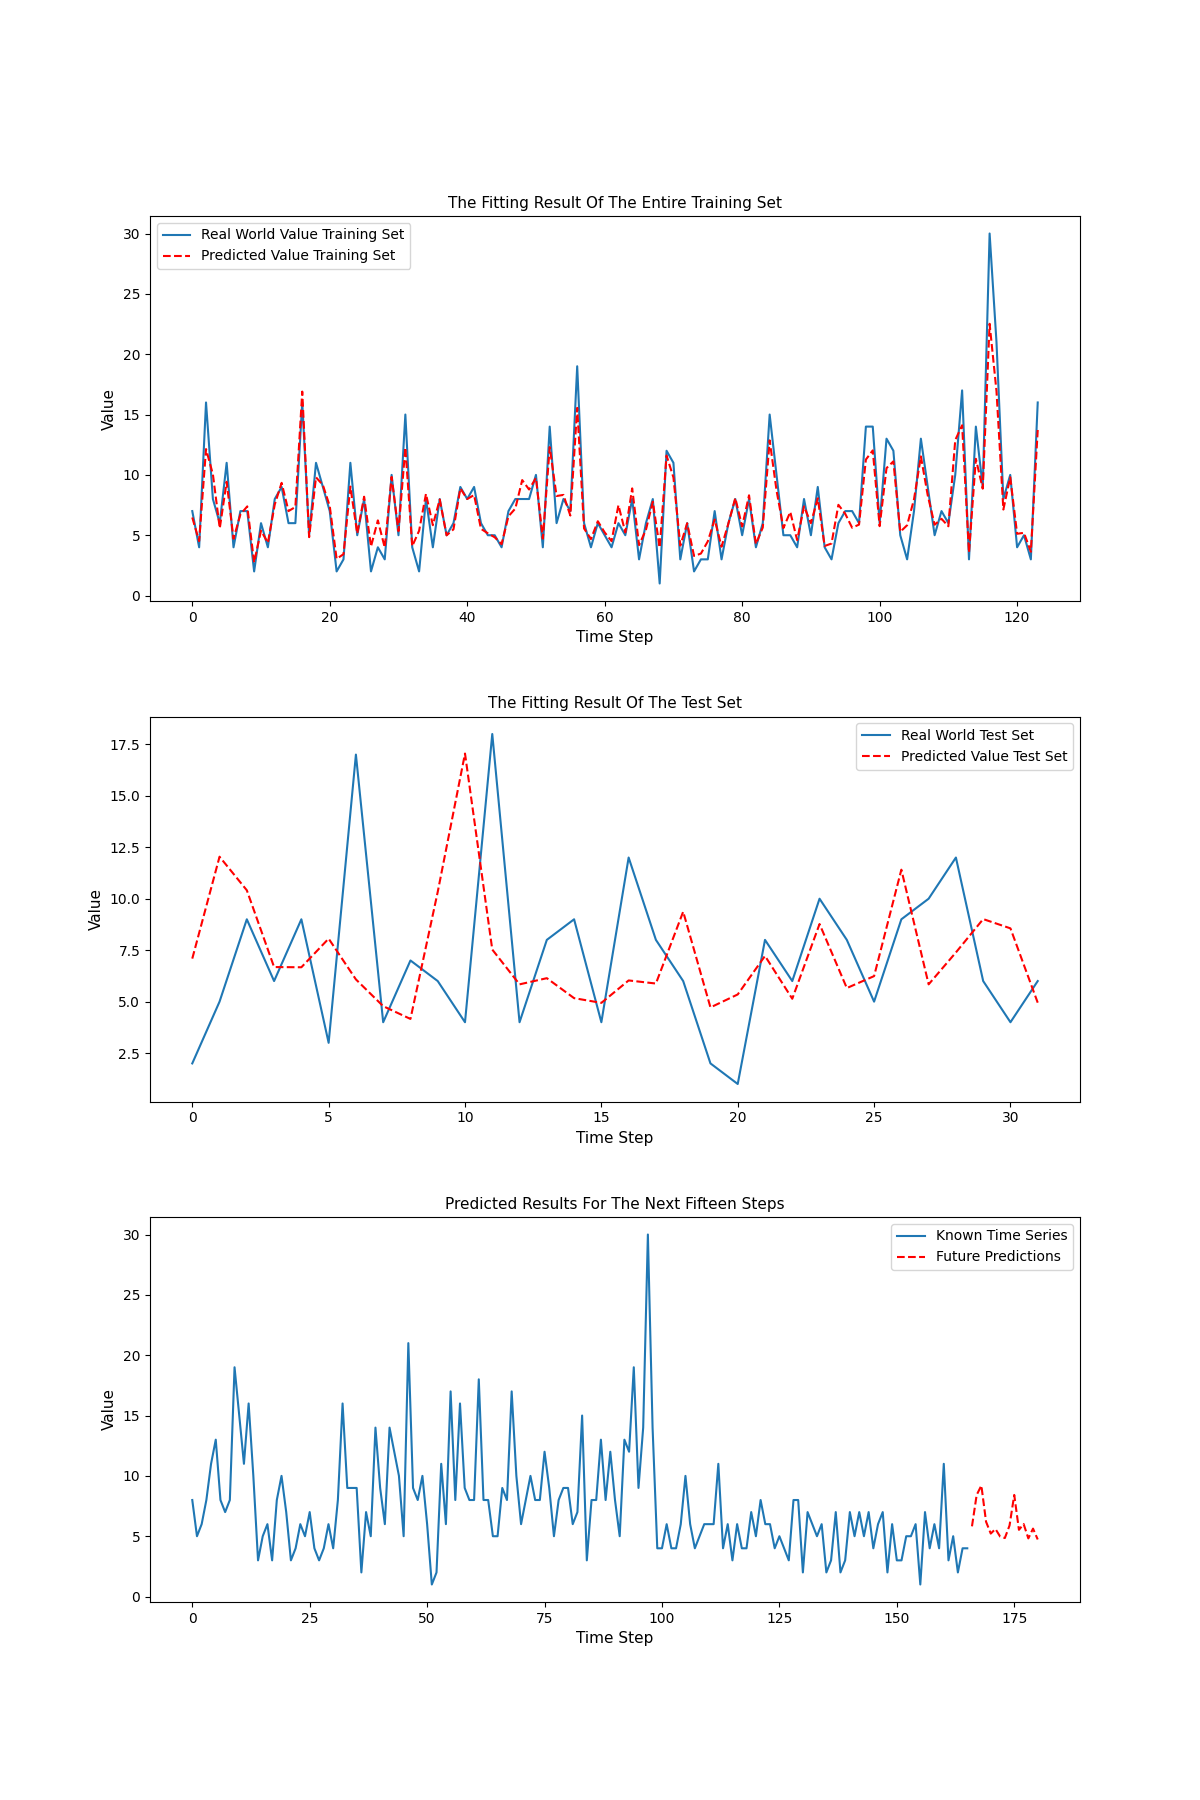 The Fitting Result Of The Entire Training Set
Real World Value Training Set
Predicted Value Training Set
30
25
20
15
10
5
0
Value
0 20 40 60 80 100 120
Time Step
The Fitting Result Of The Test Set
Real World Test Set
Predicted Value Test Set
17.5
15.0
12.5
10.0
7.5
5.0
2.5
Value
0 5 10 15 20 25 30
Time Step
Predicted Results For The Next Fifteen Steps
Known Time Series
Future Predictions
30
25
20
15
10
5
0
Value
0 25 50 75 100 125 150 175
Time Step